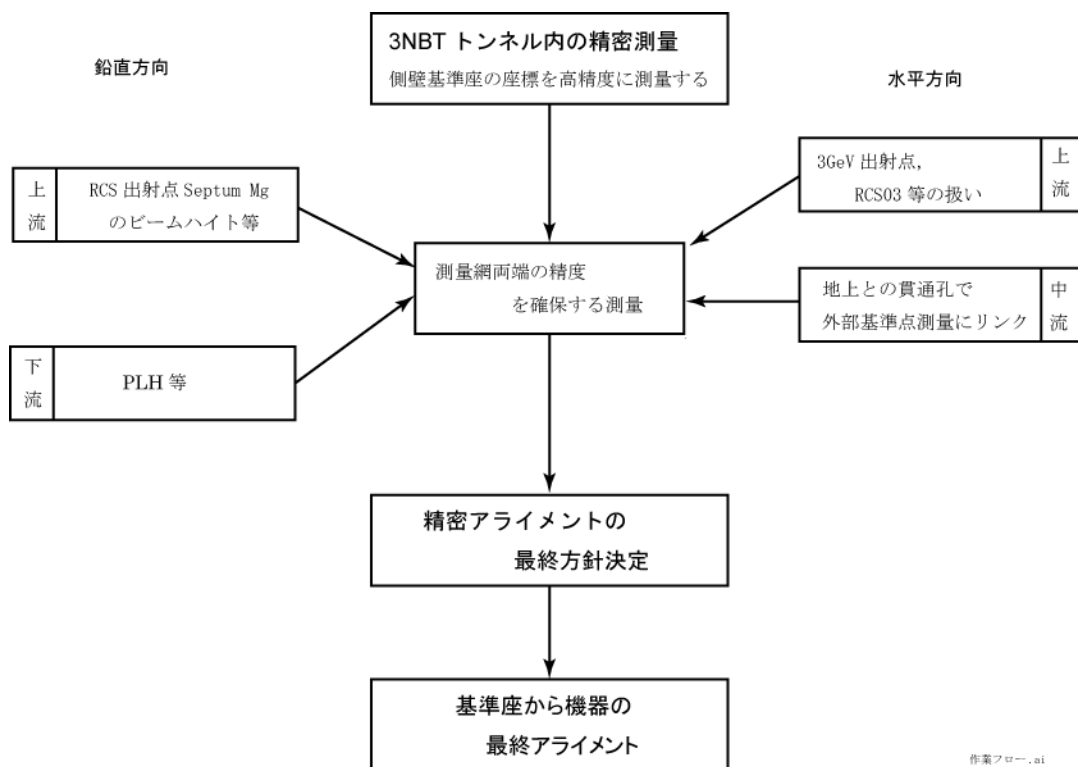 3NBT トンネル内の精密測量
側壁基準座の座標を高精度に測量する
鉛直方向
水平方向
上流
RCS 出射点 Septum Mg
のビームハイト等
3GeV 出射点,
RCS03 等の扱い
上流
測量網両端の精度
を確保する測量
地上との貫通孔で
外部基準点測量にリンク
中流
下流
PLH 等
精密アライメントの
最終方針決定
基準座から機器の
最終アライメント
作業フロー.ai